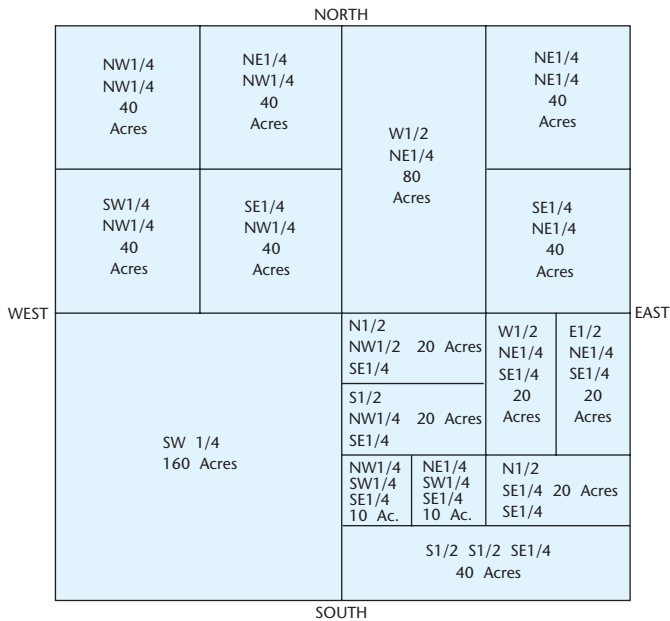 NORTH
NW1/4
NW1/4
40
Acres
NE1/4
NW1/4
40
Acres
W1/2
NE1/4
80
Acres
NE1/4
NE1/4
40
Acres
SW1/4
NW1/4
40
Acres
SE1/4
NW1/4
40
Acres
SE1/4
NE1/4
40
Acres
WEST
EAST
SW 1/4
160 Acres
N1/2
NW1/2 20 Acres
SE1/4
S1/2
NW1/4 20 Acres
SE1/4
W1/2
NE1/4
SE1/4
20
Acres
E1/2
NE1/4
SE1/4
20
Acres
NW1/4
SW1/4
SE1/4
10 Ac.
NE1/4
SW1/4
SE1/4
10 Ac.
N1/2
SE1/4 20 Acres
SE1/4
S1/2 S1/2 SE1/4
40 Acres
SOUTH